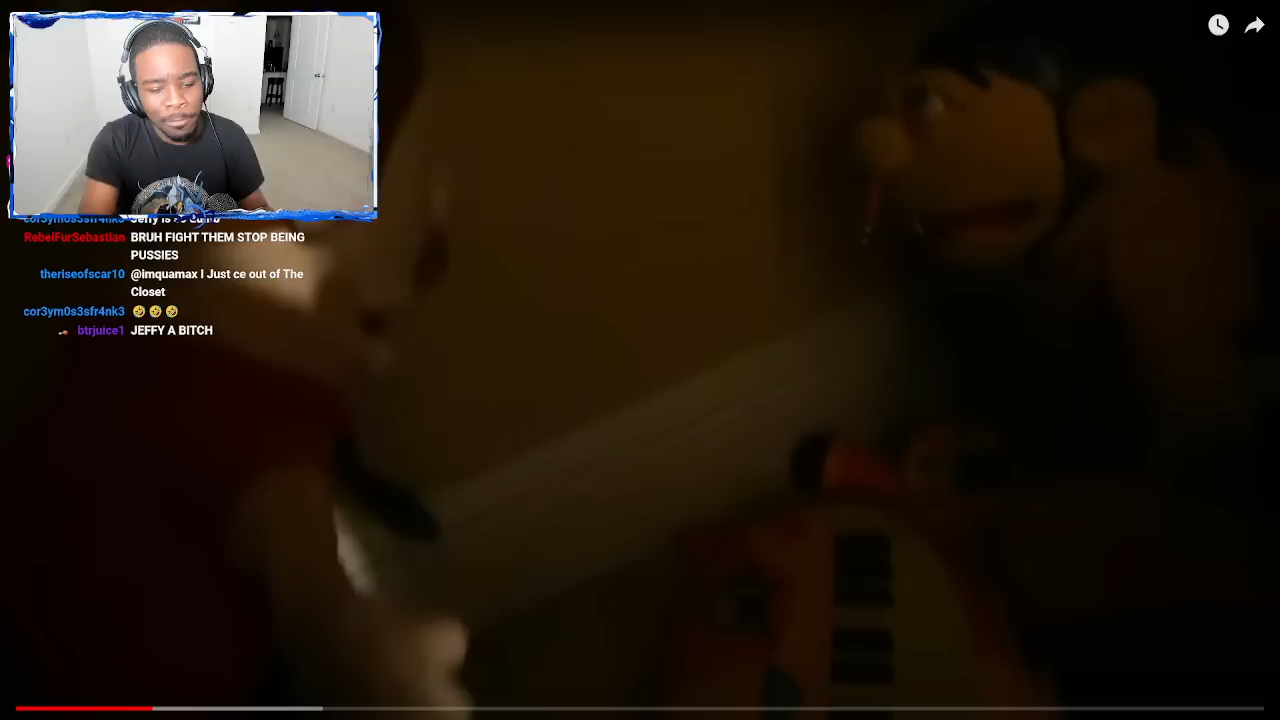 cor3ym0s3sfr4nk3
RebelFurSebastian BRUH FIGHT THEM STOP BEING
PUSSIES
theriseofscar10 @imquamax I Just ce out of The
Closet
cor3ym0s3sfr4nk3 🤣 🤣 🤣
btrjuice1 JEFFY A BITCH